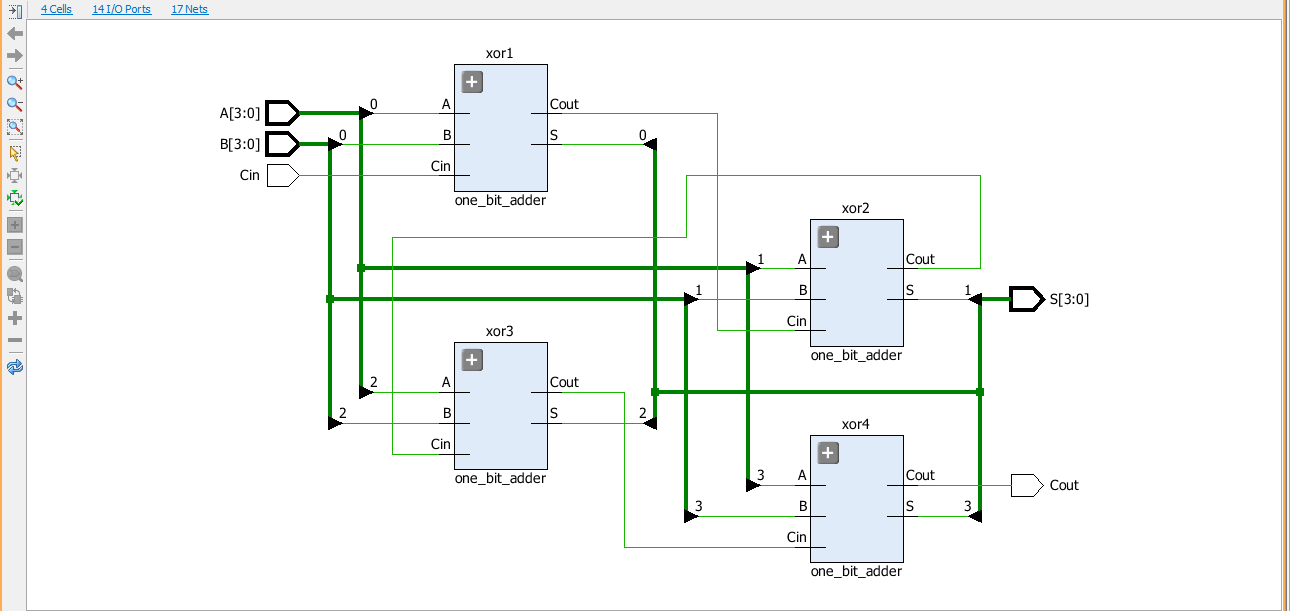 4 Cells 14 I/O Ports 17 Nets
xor1
A[3:0] 0 A Cout
B[3:0] 0 B S 0
Cin Cin
one_bit_adder
xor2
1 A Cout
1 B S 1 S[3:0]
Cin
one_bit_adder
xor3
2 A Cout
2 B S 2
Cin
one_bit_adder
xor4
3 A Cout Cout
3 B S 3
Cin
one_bit_adder